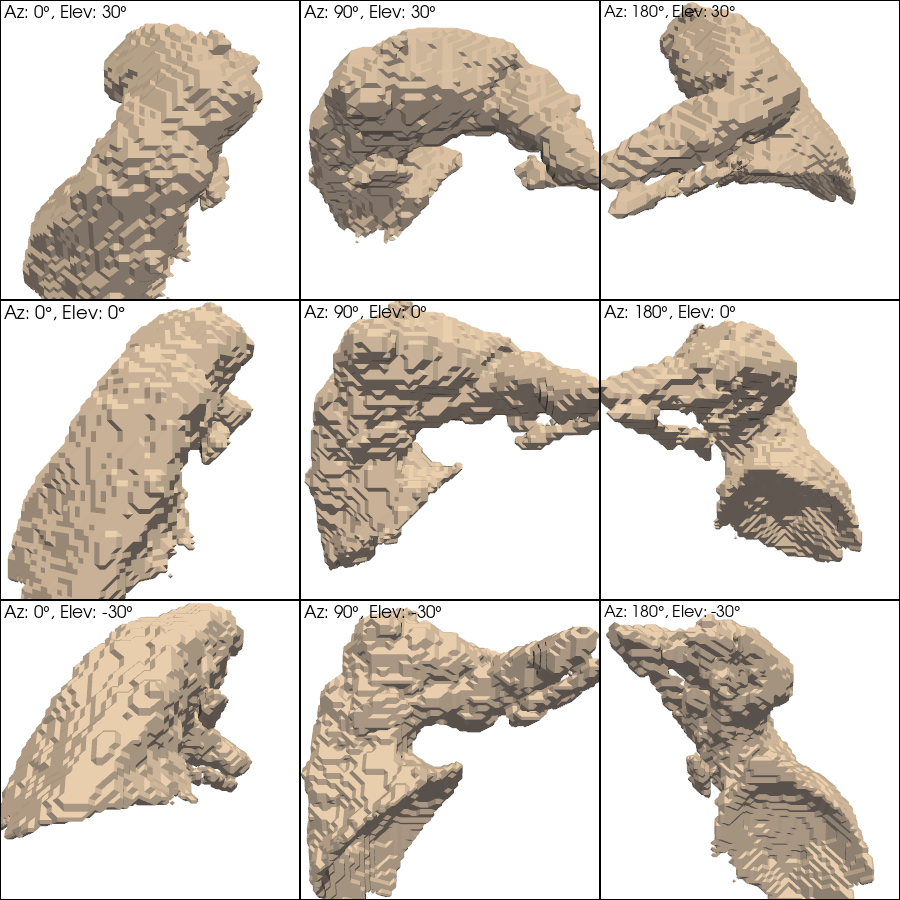 Az: 0°, Elev: 30°
Az: 90°, Elev: 30°
Az: 180°, Elev: 30°
Az: 0°, Elev: 0°
Az: 90°, Elev: 0°
Az: 180°, Elev: 0°
Az: 0°, Elev: -30°
Az: 90°, Elev: -30°
Az: 180°, Elev: -30°